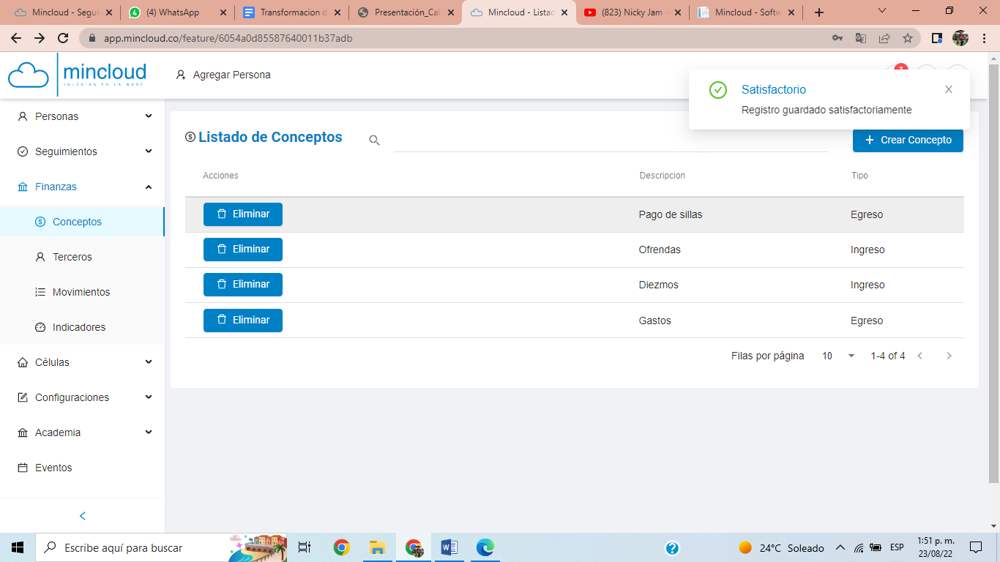 Mincloud - Segui
(4) WhatsApp
Transformacion d
Presentación_Cal
Mincloud - Listac
(823) Nicky Jam -
Mincloud - Softw
app.mincloud.co/feature/6054a0d85587640011b37adb
mincloud
IGLESIAS EN LA NUBE
Agregar Persona
1
Satisfactorio
Registro guardado satisfactoriamente
Personas
Seguimientos
Finanzas
Conceptos
Terceros
Movimientos
Indicadores
Células
Configuraciones
Academia
Eventos
Listado de Conceptos
Crear Concepto
Acciones Descripcion Tipo
Eliminar Pago de sillas Egreso
Eliminar Ofrendas Ingreso
Eliminar Diezmos Ingreso
Eliminar Gastos Egreso
Filas por página 10 1-4 of 4
Escribe aquí para buscar
24°C Soleado
ESP
1:51 p. m.
23/08/22